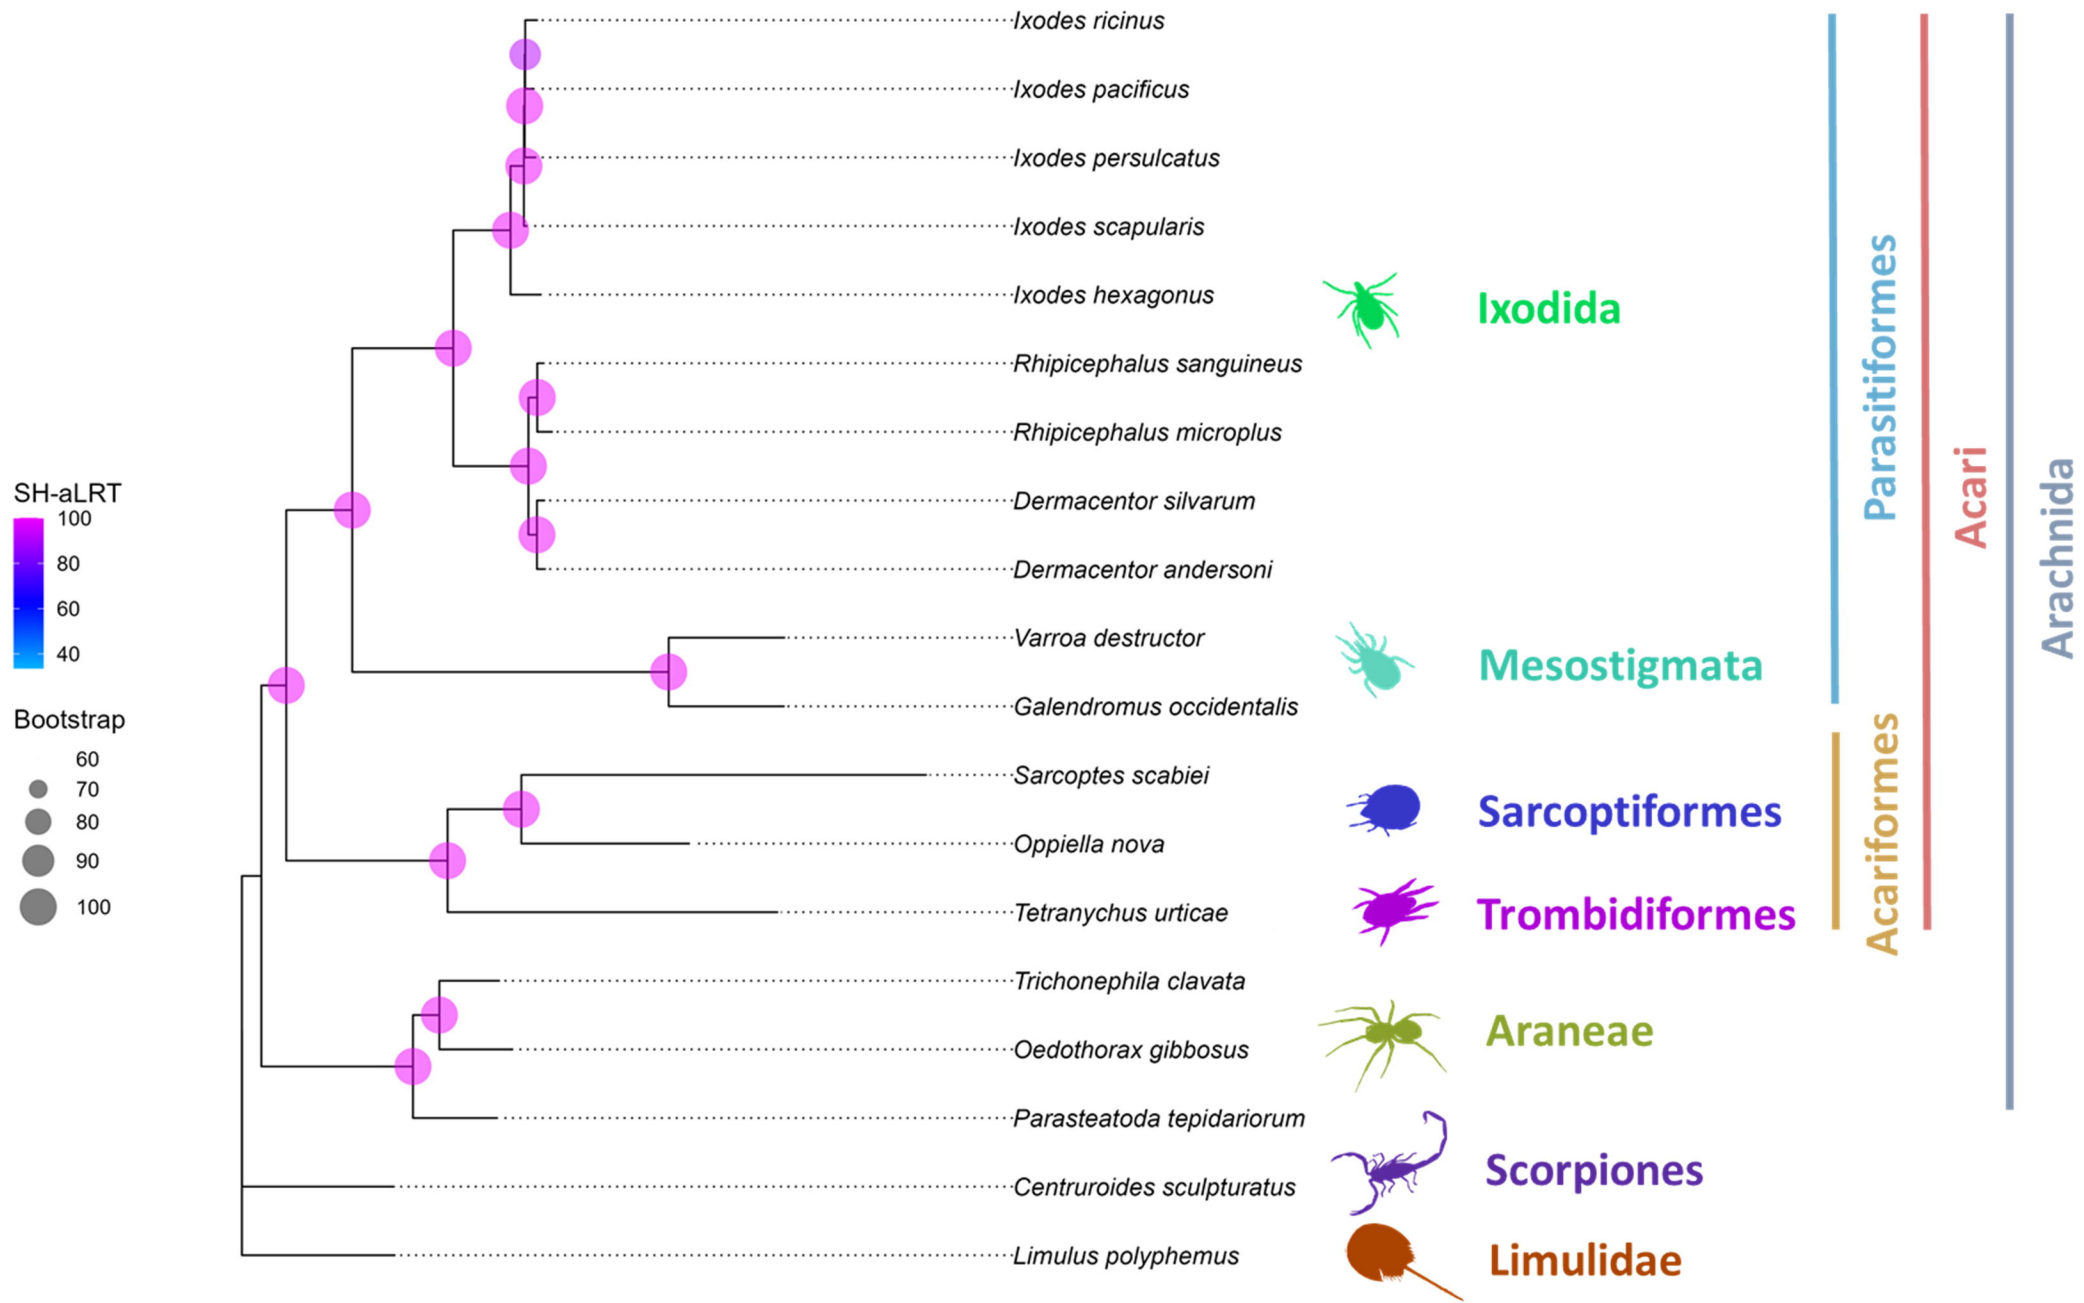 Ixodes ricinus
Ixodes pacificus
Ixodes persulcatus
Ixodes scapularis
Ixodes hexagonus
Rhipicephalus sanguineus
Rhipicephalus microplus
Dermacentor silvarum
Dermacentor andersoni
Varroa destructor
Galendromus occidentalis
Sarcoptes scabiei
Oppiella nova
Tetranychus urticae
Trichonephila clavata
Oedothorax gibbosus
Parasteatoda tepidariorum
Centruroides sculpturatus
Limulus polyphemus
Ixodida
Mesostigmata
Sarcoptiformes
Trombidiformes
Araneae
Scorpiones
Limulidae
Parasitiformes
Acariformes
Acari
Arachnida
SH-aLRT
100
80
60
40
Bootstrap
60
70
80
90
100